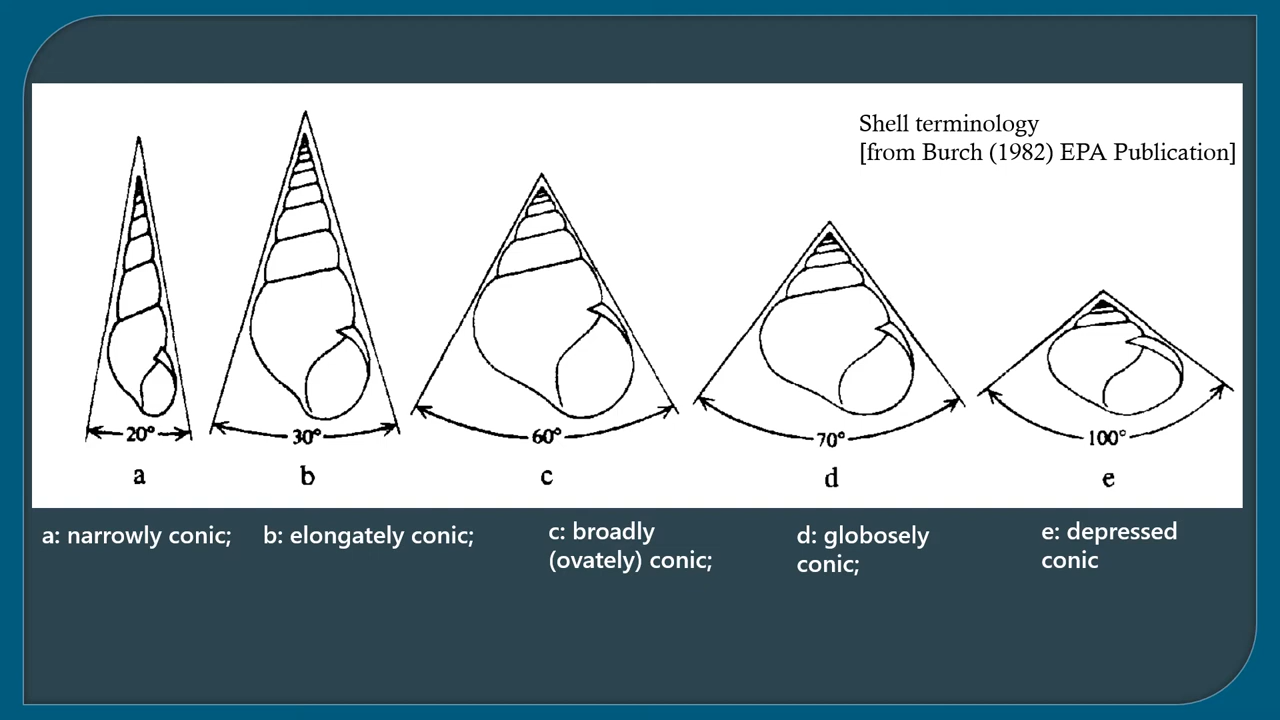 Shell terminology
[from Burch (1982) EPA Publication]
20° 30° 60° 70° 100°
a b c d e
a: narrowly conic; b: elongately conic; c: broadly
(ovately) conic; d: globosely
conic; e: depressed
conic